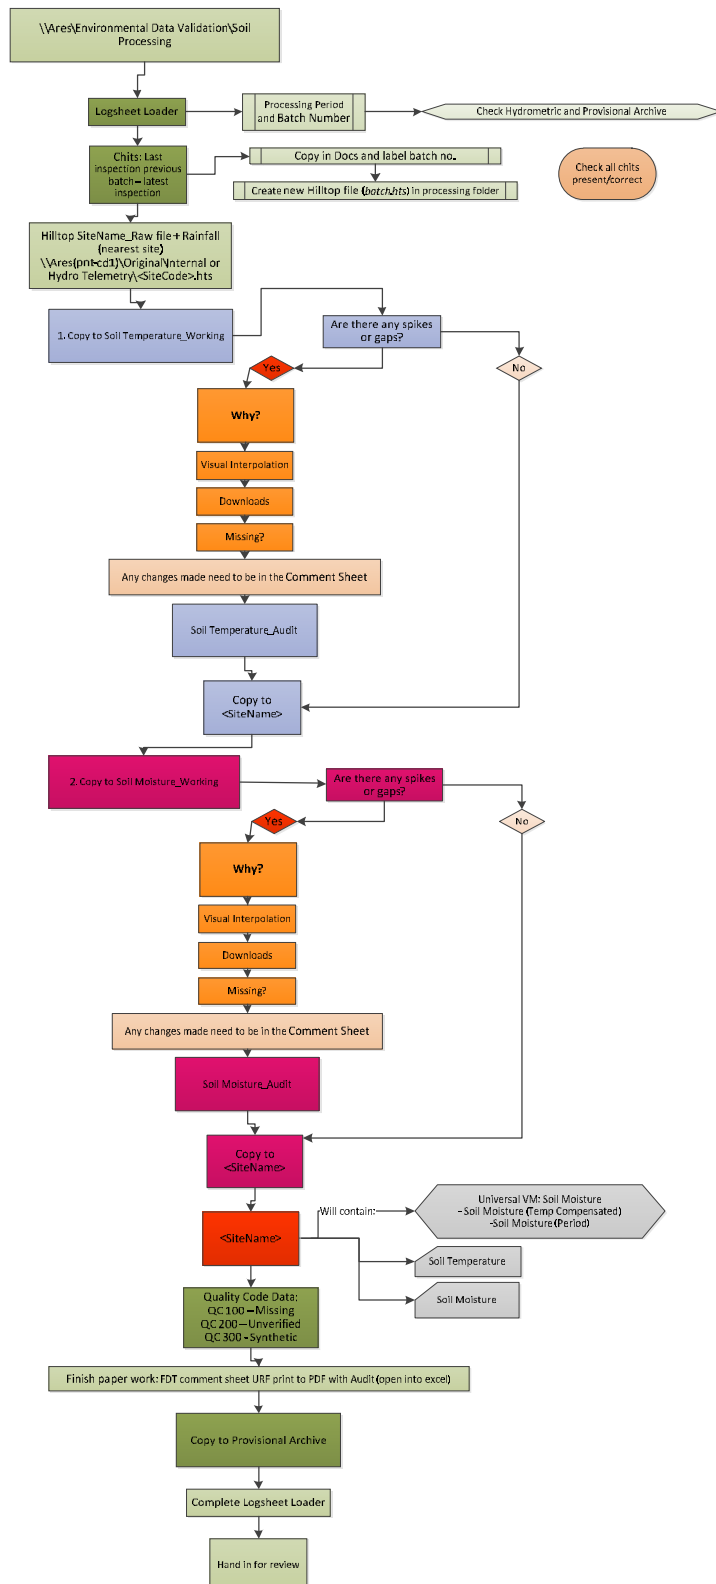 \\Ares\Environmental Data Validation\Soil
Processing
Logsheet Loader
Processing Period
and Batch Number
Check Hydrometric and Provisional Archive
Chits: Last
inspection previous
batch – latest
inspection
Copy in Docs and label batch no.
Create new Hilltop file (batch.hts) in processing folder
Check all chits
present/correct
Hilltop SiteName_Raw file + Rainfall
(nearest site)
\\Ares(pnt-cd1)\Original\Internal or
Hydro Telemetry\<SiteCode>.hts
1. Copy to Soil Temperature_Working
Are there any spikes
or gaps?
Yes
No
Why?
Visual Interpolation
Downloads
Missing?
Any changes made need to be in the Comment Sheet
Soil Temperature_Audit
Copy to
<SiteName>
2. Copy to Soil Moisture_Working
Are there any spikes
or gaps?
Yes
No
Why?
Visual Interpolation
Downloads
Missing?
Any changes made need to be in the Comment Sheet
Soil Moisture_Audit
Copy to
<SiteName>
<SiteName>
Will contain:
Universal VM: Soil Moisture
- Soil Moisture (Temp Compensated)
-Soil Moisture (Period)
Soil Temperature
Soil Moisture
Quality Code Data:
QC 100 – Missing
QC 200 – Unverified
QC 300 - Synthetic
Finish paper work: FDT comment sheet URF print to PDF with Audit (open into excel)
Copy to Provisional Archive
Complete Logsheet Loader
Hand in for review